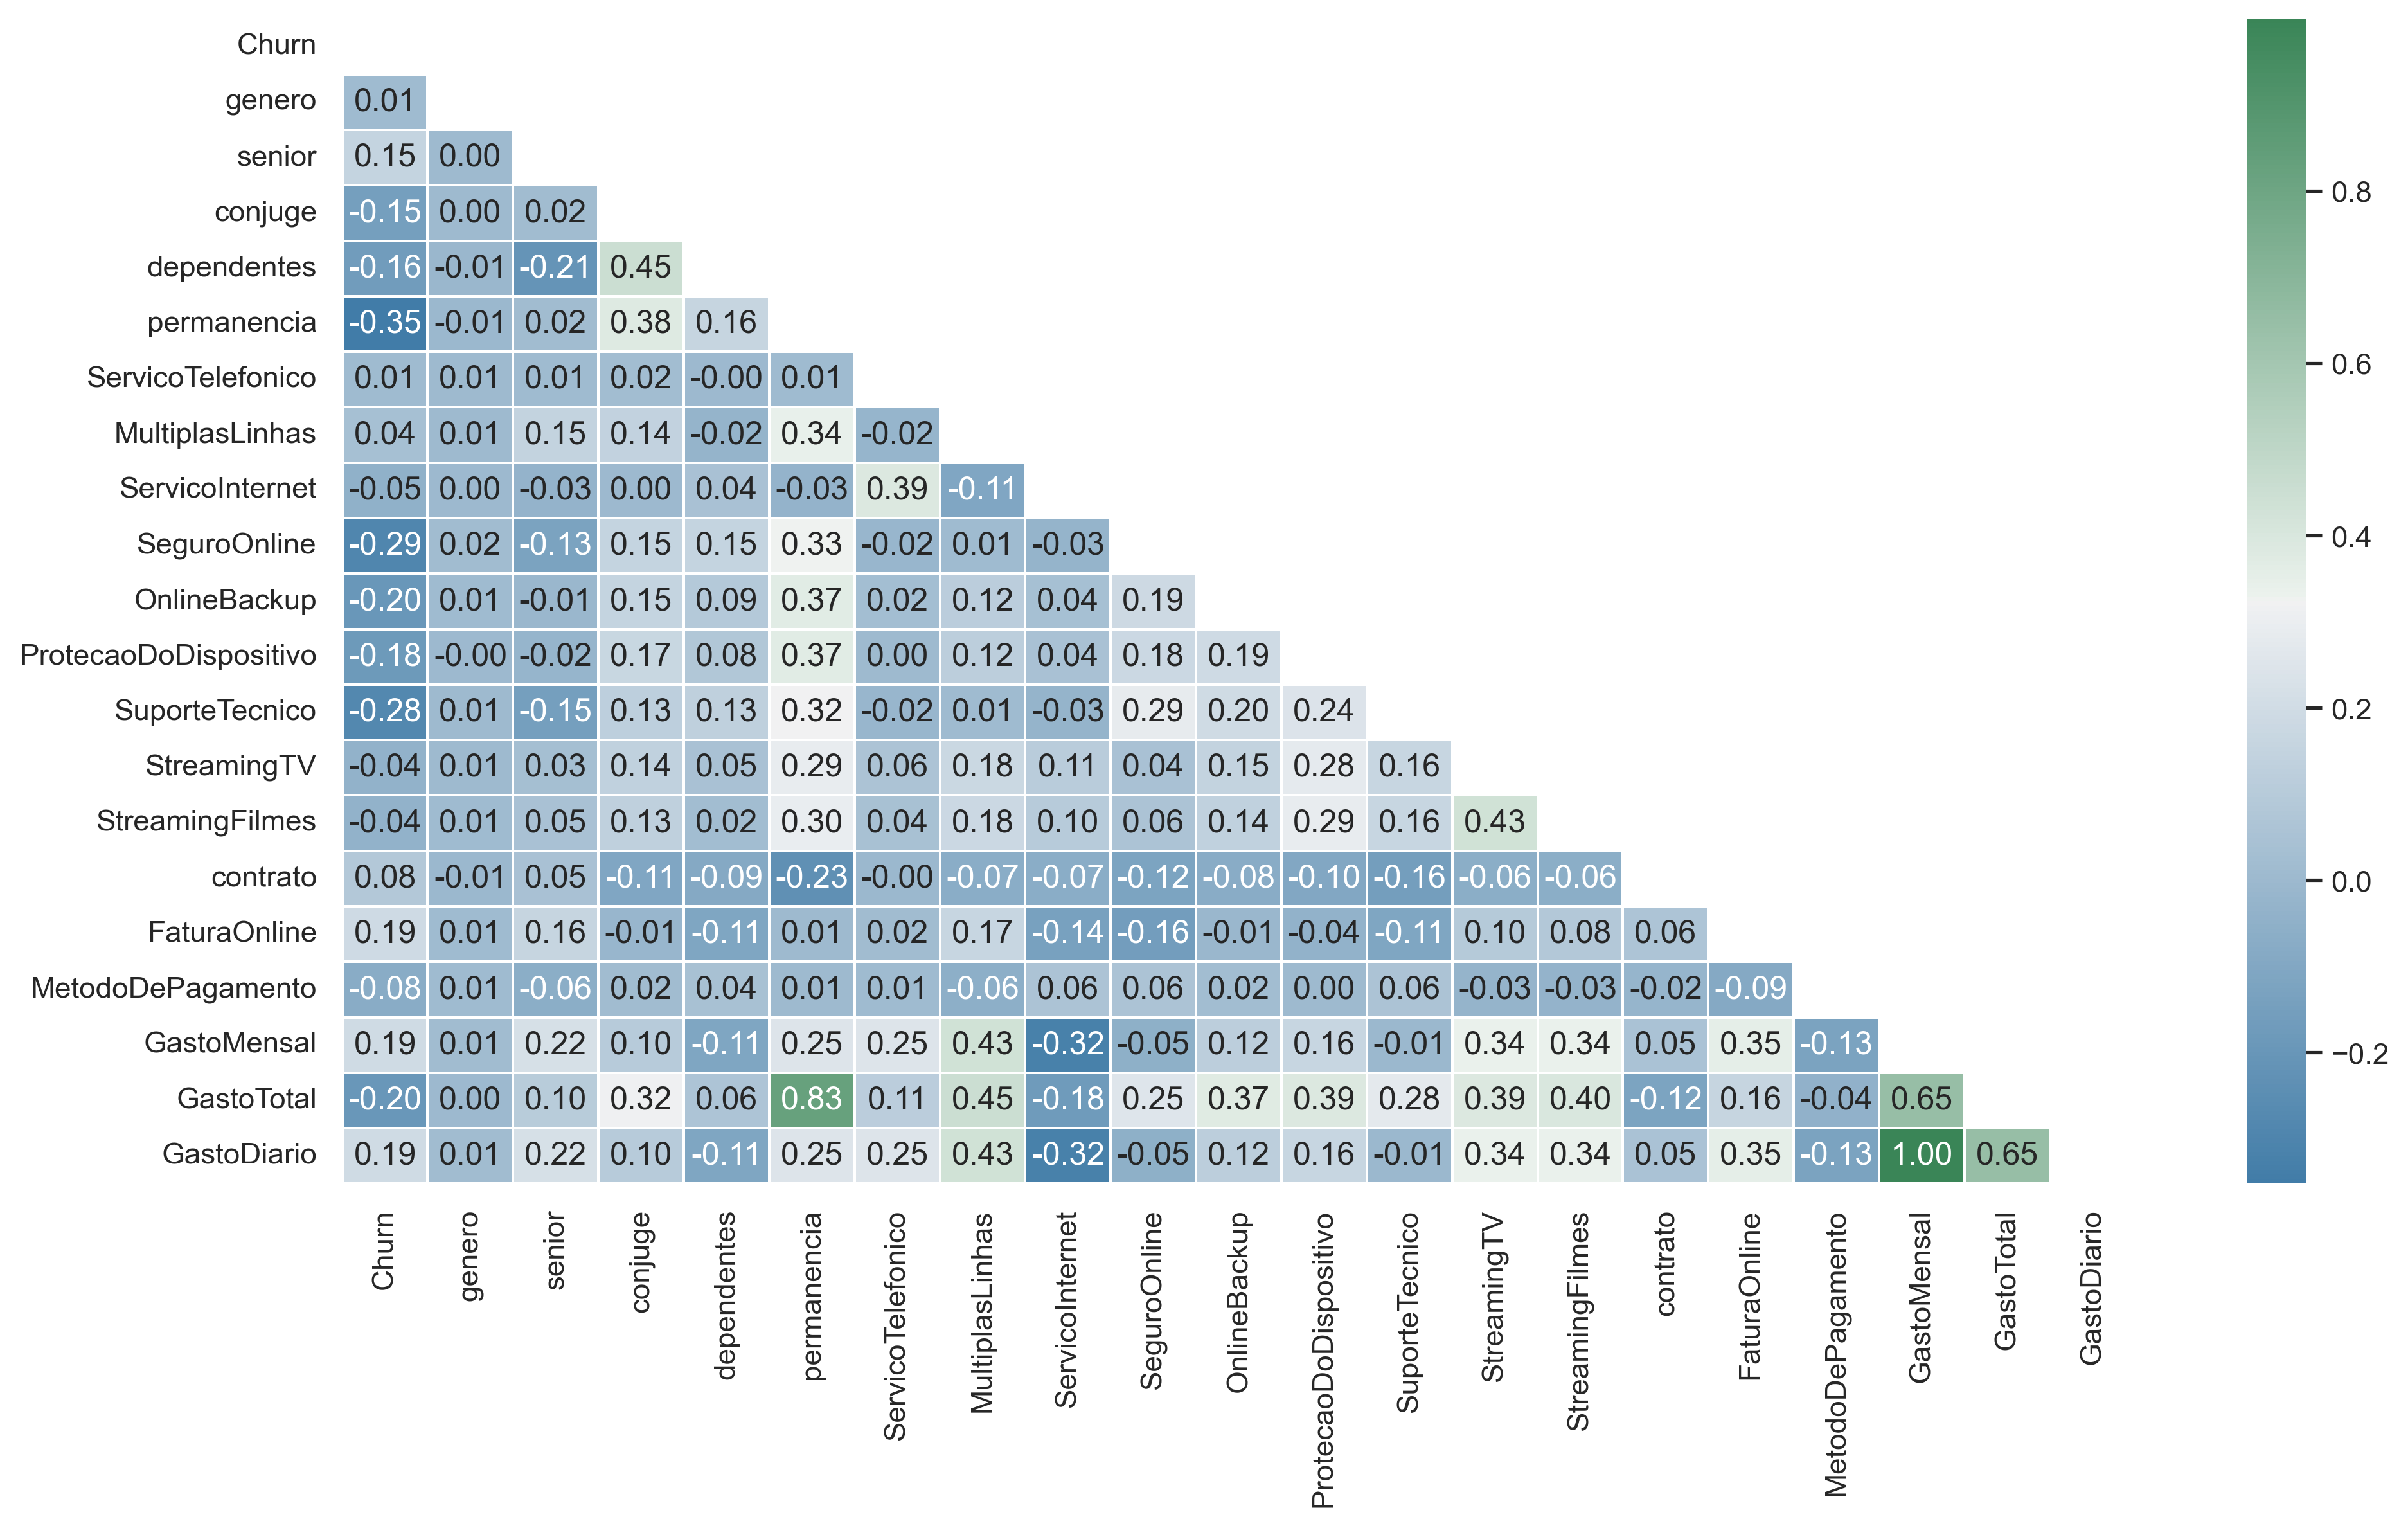 Churn
genero 0.01
senior 0.15 0.00
conjuge -0.15 0.00 0.02
dependentes -0.16 -0.01 -0.21 0.45
permanencia -0.35 -0.01 0.02 0.38 0.16
ServicoTelefonico 0.01 0.01 0.01 0.02 -0.00 0.01
MultiplasLinhas 0.04 0.01 0.15 0.14 -0.02 0.34 -0.02
ServicoInternet -0.05 0.00 -0.03 0.00 0.04 -0.03 0.39 -0.11
SeguroOnline -0.29 0.02 -0.13 0.15 0.15 0.33 -0.02 0.01 -0.03
OnlineBackup -0.20 0.01 -0.01 0.15 0.09 0.37 0.02 0.12 0.04 0.19
ProtecaoDoDispositivo -0.18 -0.00 -0.02 0.17 0.08 0.37 0.00 0.12 0.04 0.18 0.19
SuporteTecnico -0.28 0.01 -0.15 0.13 0.13 0.32 -0.02 0.01 -0.03 0.29 0.20 0.24
StreamingTV -0.04 0.01 0.03 0.14 0.05 0.29 0.06 0.18 0.11 0.04 0.15 0.28 0.16
StreamingFilmes -0.04 0.01 0.05 0.13 0.02 0.30 0.04 0.18 0.10 0.06 0.14 0.29 0.16 0.43
contrato 0.08 -0.01 0.05 -0.11 -0.09 -0.23 -0.00 -0.07 -0.07 -0.12 -0.08 -0.10 -0.16 -0.06 -0.06
FaturaOnline 0.19 0.01 0.16 -0.01 -0.11 0.01 0.02 0.17 -0.14 -0.16 -0.01 -0.04 -0.11 0.10 0.08 0.06
MetodoDePagamento -0.08 0.01 -0.06 0.02 0.04 0.01 0.01 -0.06 0.06 0.06 0.02 0.00 0.06 -0.03 -0.03 -0.02 -0.09
GastoMensal 0.19 0.01 0.22 0.10 -0.11 0.25 0.25 0.43 -0.32 -0.05 0.12 0.16 -0.01 0.34 0.34 0.05 0.35 -0.13
GastoTotal -0.20 0.00 0.10 0.32 0.06 0.83 0.11 0.45 -0.18 0.25 0.37 0.39 0.28 0.39 0.40 -0.12 0.16 -0.04 0.65
GastoDiario 0.19 0.01 0.22 0.10 -0.11 0.25 0.25 0.43 -0.32 -0.05 0.12 0.16 -0.01 0.34 0.34 0.05 0.35 -0.13 1.00 0.65
Churn
genero
senior
conjuge
dependentes
permanencia
ServicoTelefonico
MultiplasLinhas
ServicoInternet
SeguroOnline
OnlineBackup
ProtecaoDoDispositivo
SuporteTecnico
StreamingTV
StreamingFilmes
contrato
FaturaOnline
MetodoDePagamento
GastoMensal
GastoTotal
GastoDiario
0.8
0.6
0.4
0.2
0.0
−0.2